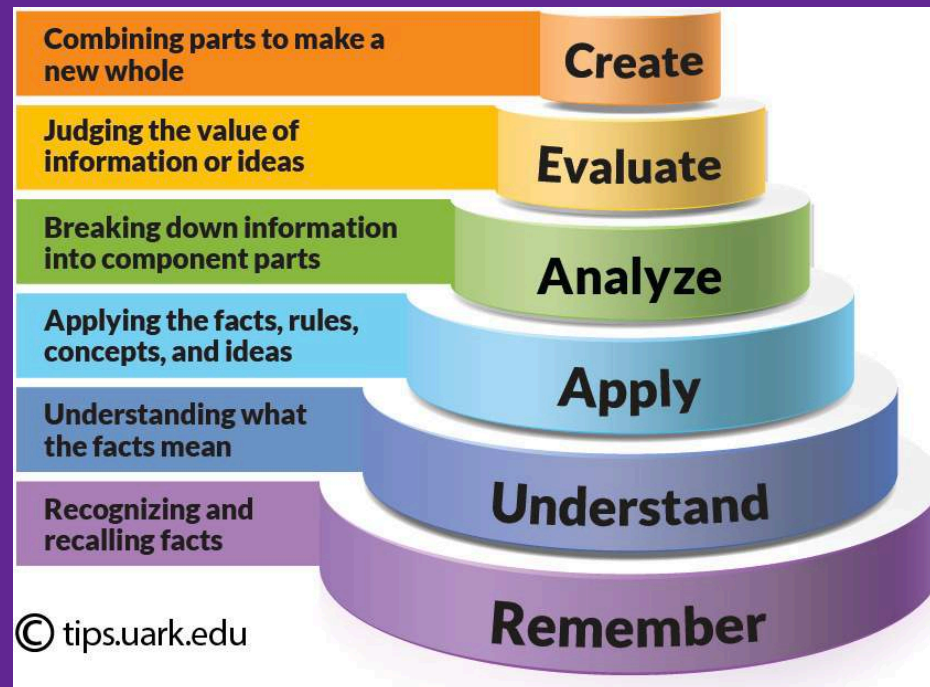 Combining parts to make a
new whole
Create
Judging the value of
information or ideas
Evaluate
Breaking down information
into component parts
Analyze
Applying the facts, rules,
concepts, and ideas
Apply
Understanding what
the facts mean
Understand
Recognizing and
recalling facts
Remember
© tips.uark.edu